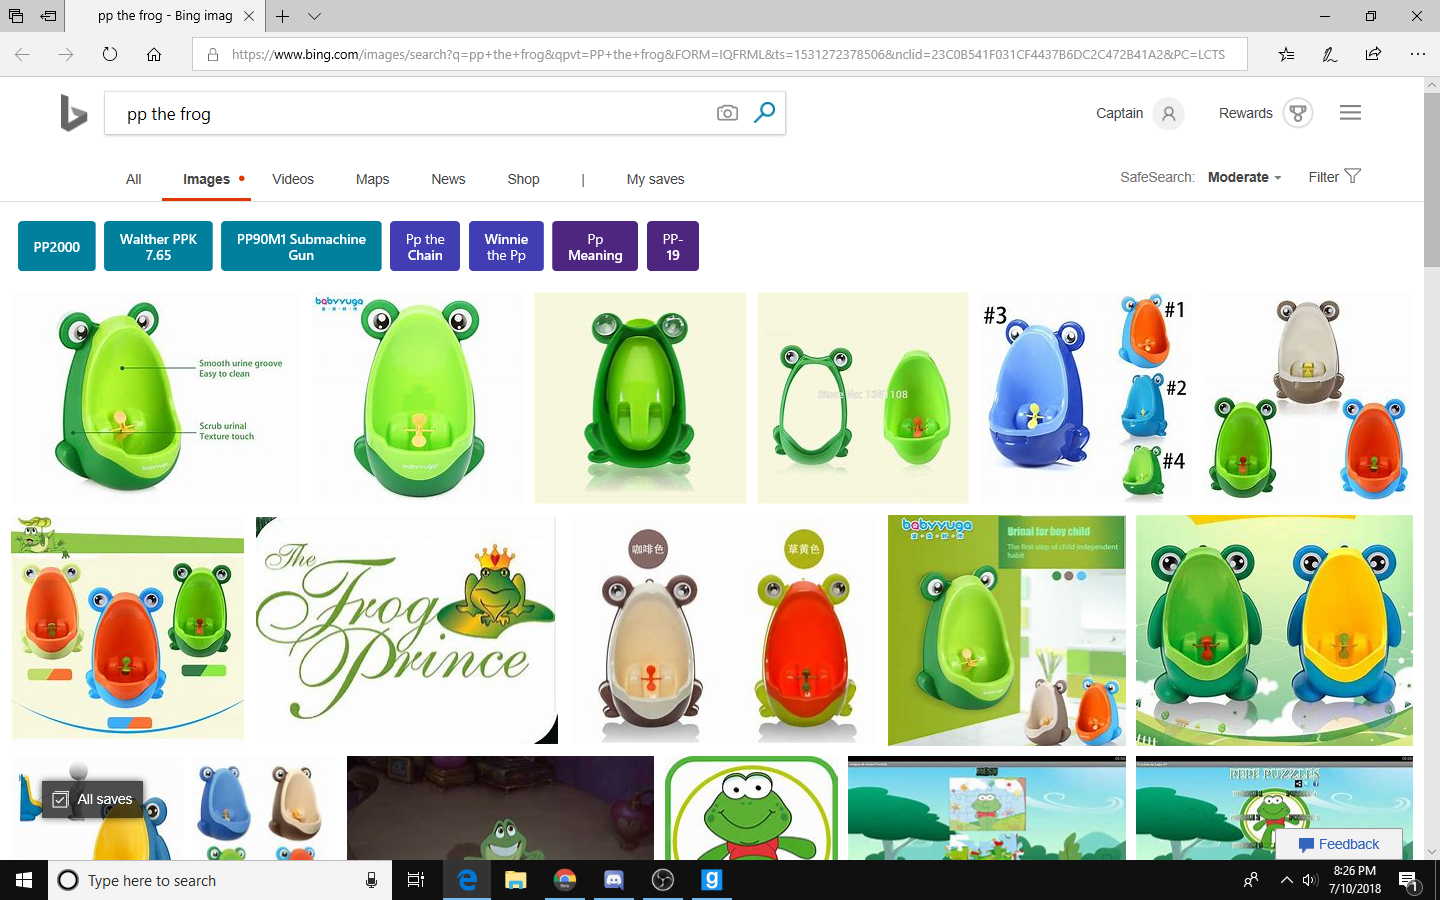 pp the frog - Bing imag
https://www.bing.com/images/search?q=pp+the+frog&qpvt=PP+the+frog&FORM=IQFRML&ts=1531272378506&nclid=23C0B541F031CF4437B6DC2C472B41A2&PC=LCTS
pp the frog
Captain
Rewards
All
Images
Videos
Maps
News
Shop
|
My saves
SafeSearch:
Moderate
Filter
PP2000
Walther PPK
7.65
PP90M1 Submachine
Gun
Pp the
Chain
Winnie
the Pp
Pp
Meaning
PP-
19
Smooth urine groove
Easy to clean
Scrub urinal
Texture touch
babyyuga
babyyuga
babyyuga
#3
#1
#2
#4
The
Frog
Prince
咖啡色
草黄色
babyyuga
Urinal for boy child
The first step of child independent
habit
All saves
PEPE PUZZLES
Feedback
Type here to search
8:26 PM
7/10/2018
1